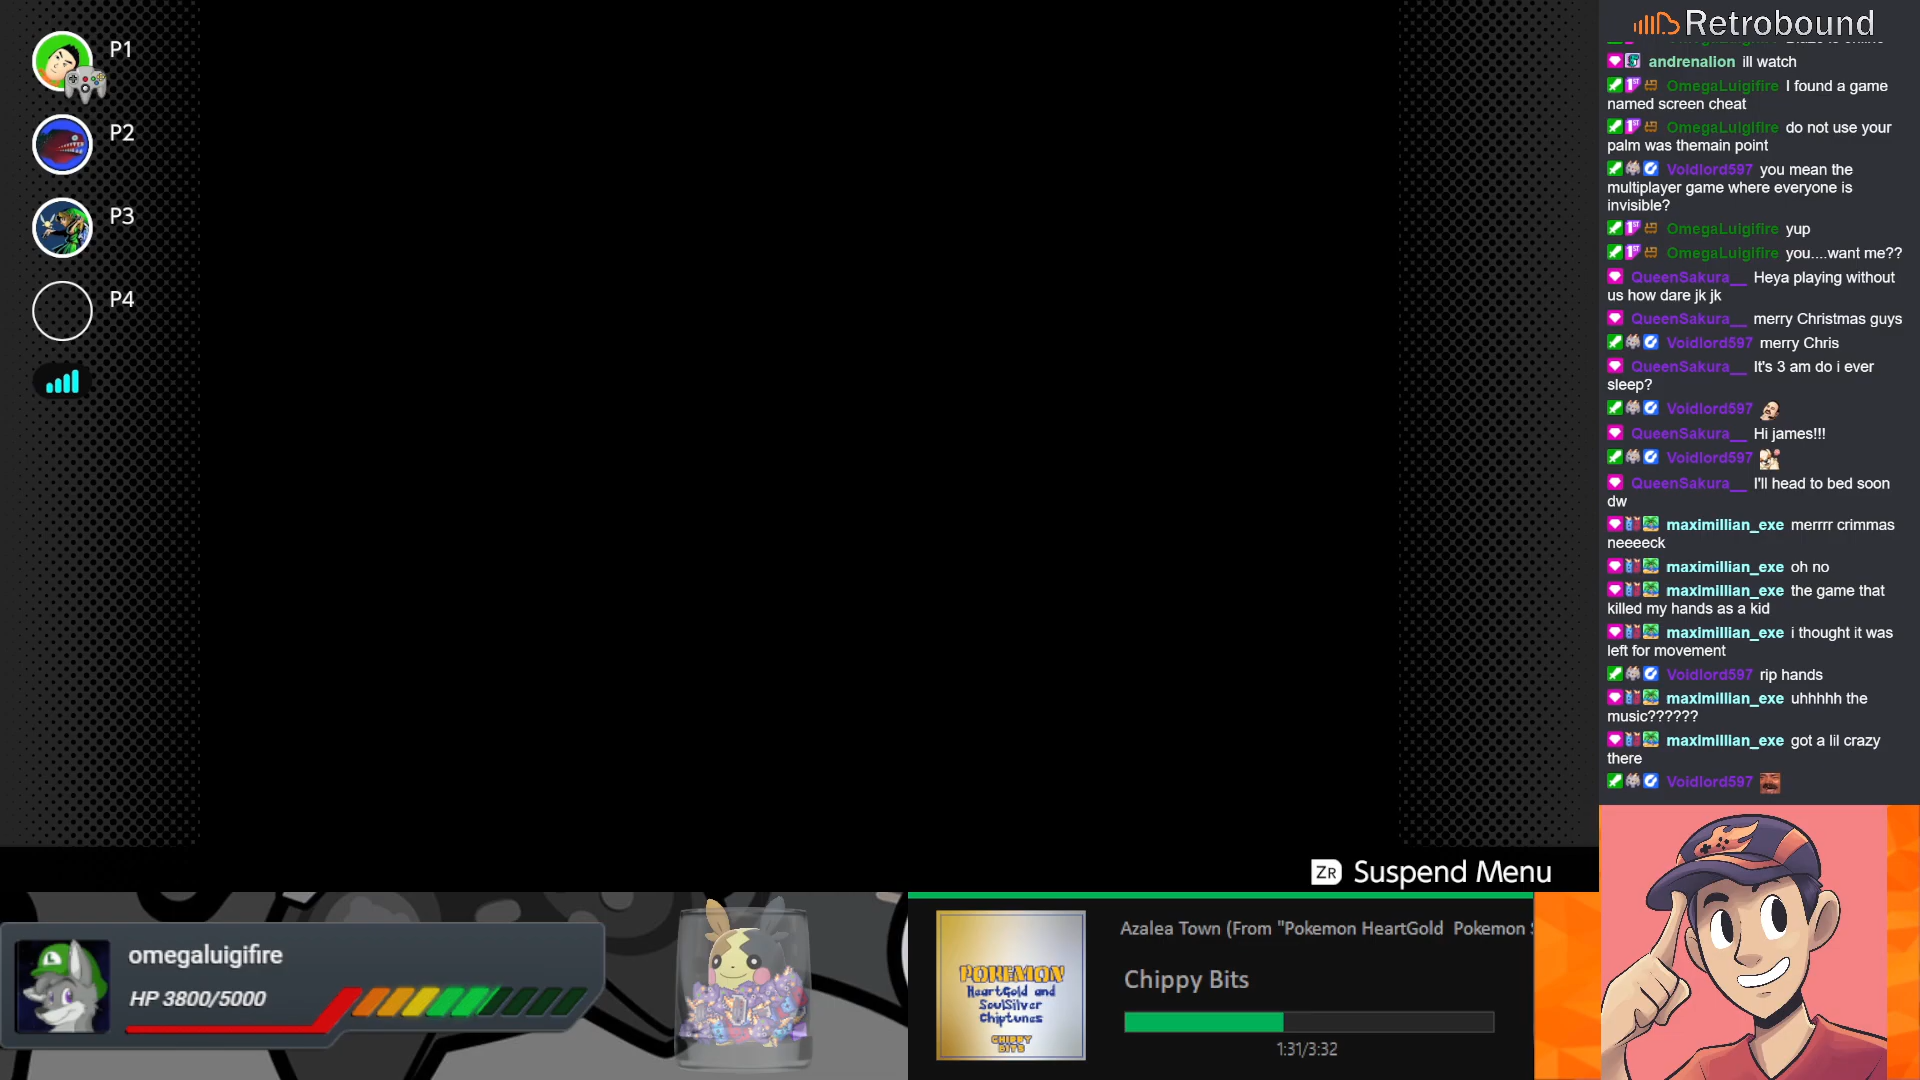 P1
P2
P3
P4
ZR Suspend Menu
Retrobound
andrenalion ill watch
OmegaLuigifire I found a game
named screen cheat
OmegaLuigifire do not use your
palm was themain point
Voidlord597 you mean the
multiplayer game where everyone is
invisible?
OmegaLuigifire yup
OmegaLuigifire you....want me??
QueenSakura__ Heya playing without
us how dare jk jk
QueenSakura__ merry Christmas guys
Voidlord597 merry Chris
QueenSakura__ It's 3 am do i ever
sleep?
Voidlord597
QueenSakura__ Hi james!!!
Voidlord597
QueenSakura__ I'll head to bed soon
dw
maximillian_exe merrrr crimmas
neeeeck
maximillian_exe oh no
maximillian_exe the game that
killed my hands as a kid
maximillian_exe i thought it was
left for movement
Voidlord597 rip hands
maximillian_exe uhhhhh the
music??????
maximillian_exe got a lil crazy
there
Voidlord597
omegaluigifire
HP 3800/5000
POKEMON
HeartGold and
SoulSilver
Chiptunes
CHIPPY
BITS
Azalea Town (From "Pokemon HeartGold Pokemon S
Chippy Bits
1:31/3:32